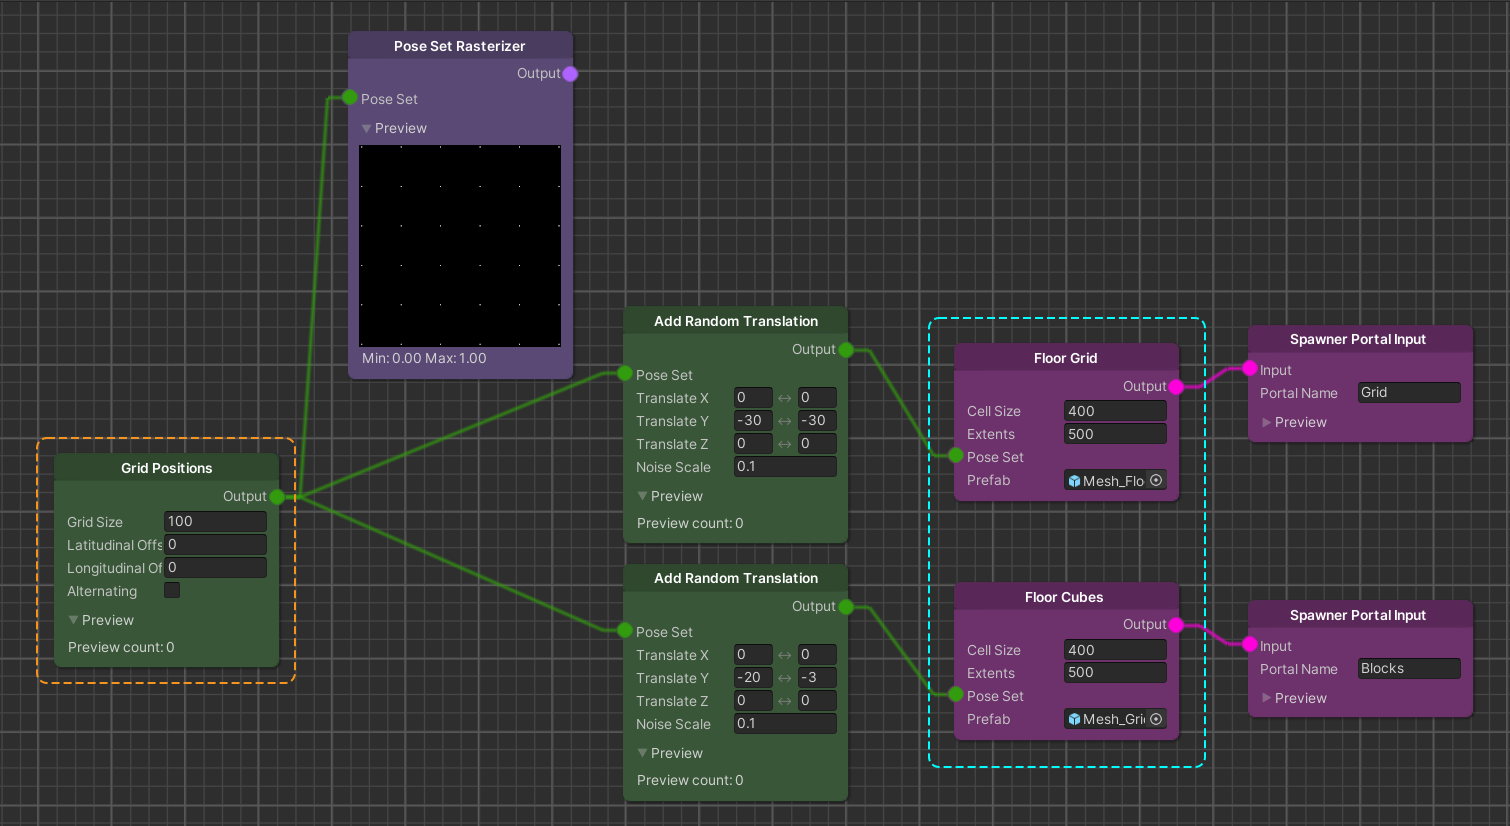 Pose Set Rasterizer
Output
Pose Set
Preview
Min: 0.00 Max: 1.00
Grid Positions
Output
Grid Size 100
Latitudinal Offs 0
Longitudinal Of 0
Alternating
Preview
Preview count: 0
Add Random Translation
Output
Pose Set
Translate X 0 ↔ 0
Translate Y -30 ↔ -30
Translate Z 0 ↔ 0
Noise Scale 0.1
Preview
Preview count: 0
Add Random Translation
Output
Pose Set
Translate X 0 ↔ 0
Translate Y -20 ↔ -3
Translate Z 0 ↔ 0
Noise Scale 0.1
Preview
Preview count: 0
Floor Grid
Output
Cell Size 400
Extents 500
Pose Set
Prefab Mesh_Flo
Floor Cubes
Output
Cell Size 400
Extents 500
Pose Set
Prefab Mesh_Gri
Spawner Portal Input
Input
Portal Name Grid
Preview
Spawner Portal Input
Input
Portal Name Blocks
Preview